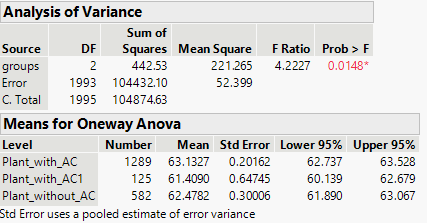 Analysis of Variance
Sum of
Source DF Squares Mean Square F Ratio Prob > F
groups 2 442.53 221.265 4.2227 0.0148*
Error 1993 104432.10 52.399
C. Total 1995 104874.63
Means for Oneway Anova
Level Number Mean Std Error Lower 95% Upper 95%
Plant_with_AC 1289 63.1327 0.20162 62.737 63.528
Plant_with_AC1 125 61.4090 0.64745 60.139 62.679
Plant_without_AC 582 62.4782 0.30006 61.890 63.067
Std Error uses a pooled estimate of error variance